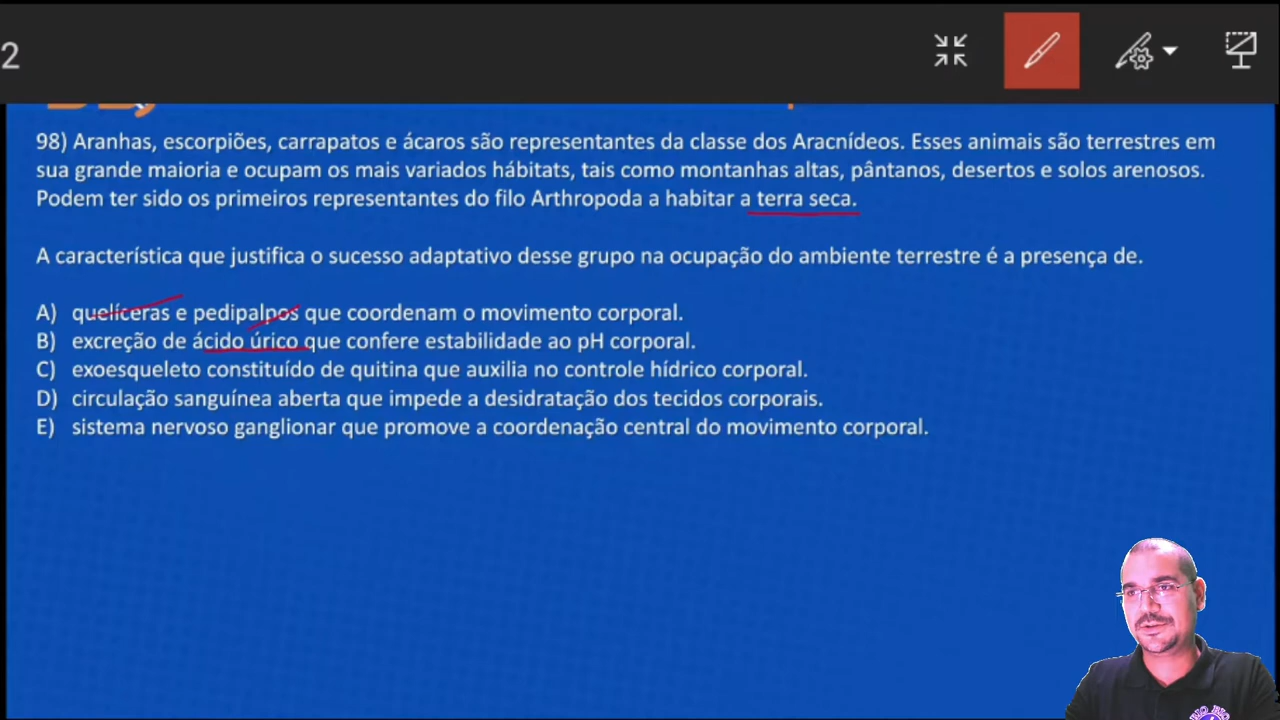 2
98) Aranhas, escorpiões, carrapatos e ácaros são representantes da classe dos Aracnídeos. Esses animais são terrestres em
sua grande maioria e ocupam os mais variados hábitats, tais como montanhas altas, pântanos, desertos e solos arenosos.
Podem ter sido os primeiros representantes do filo Arthropoda a habitar a terra seca.
A característica que justifica o sucesso adaptativo desse grupo na ocupação do ambiente terrestre é a presença de.
A) quelíceras e pedipalpos que coordenam o movimento corporal.
B) excreção de ácido úrico que confere estabilidade ao pH corporal.
C) exoesqueleto constituído de quitina que auxilia no controle hídrico corporal.
D) circulação sanguínea aberta que impede a desidratação dos tecidos corporais.
E) sistema nervoso ganglionar que promove a coordenação central do movimento corporal.